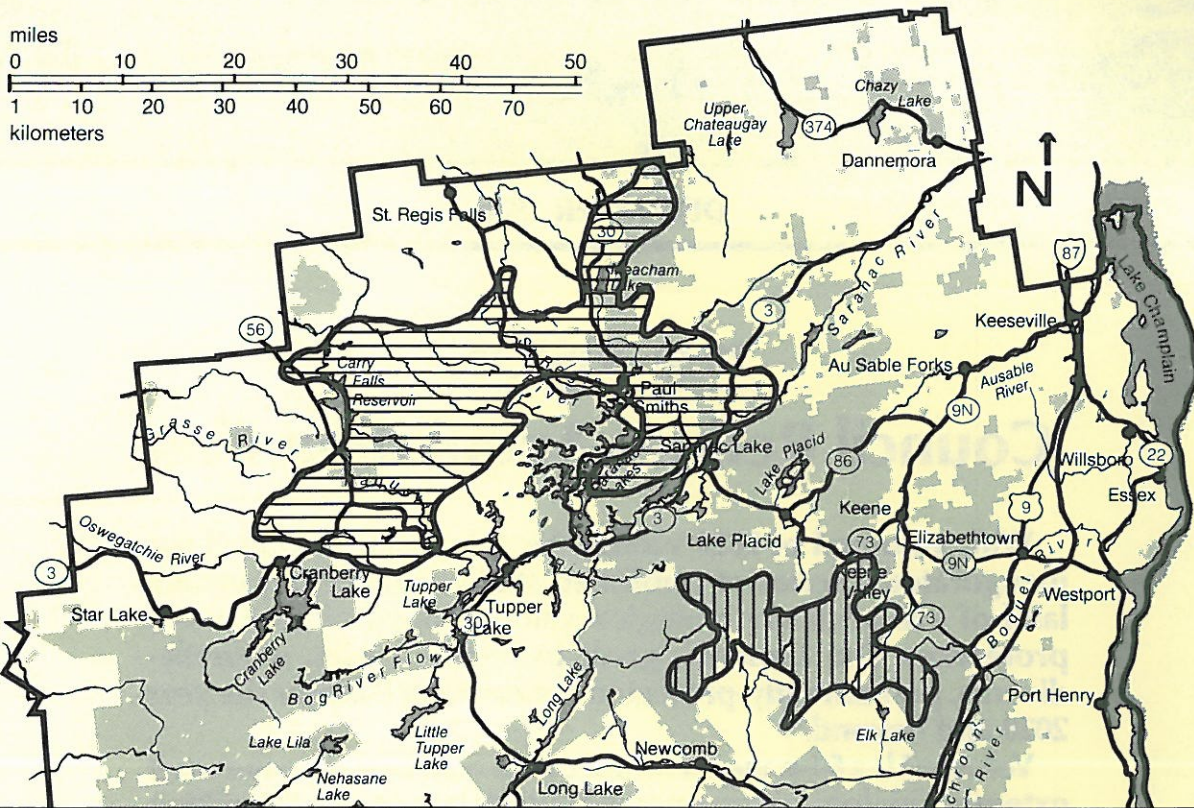 miles
0 10 20 30 40 50
1 10 20 30 40 50 60 70
kilometers
Upper
Chateaugay
Lake
Chazy
Lake
374
Dannemora
N
St. Regis Falls
30
Lake
87
Lake Champlain
3
Saranac River
Keeseville
56
Carry
Falls
Reservoir
Au Sable Forks
Ausable
River
Paul
Smiths
9N
Grasse
Lake
Lakes
Lake Placid
86
Willsboro
22
Essex
Keene
9
Oswegatchie River
3
Lake Placid
73
Elizabethtown
River
3
9N
Cranberry
Lake
Tupper
Lake
Valley
Westport
Star Lake
Tupper
Lake
30
73
Boquet
Cranberry
Lake
Bog River Flow
Long Lake
Port Henry
Lake Lila
Little
Tupper
Lake
Elk Lake
Newcomb
River
Nehasane
Lake
Long Lake